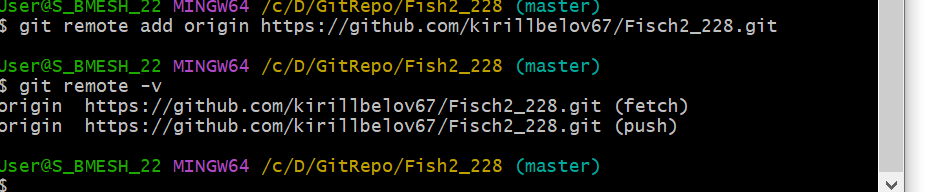 User@S_BMESH_22 MINGW64 /c/D/GitRepo/Fish2_228 (master)
$ git remote add origin https://github.com/kirillbelov67/Fisch2_228.git
User@S_BMESH_22 MINGW64 /c/D/GitRepo/Fish2_228 (master)
$ git remote -v
origin https://github.com/kirillbelov67/Fisch2_228.git (fetch)
origin https://github.com/kirillbelov67/Fisch2_228.git (push)
User@S_BMESH_22 MINGW64 /c/D/GitRepo/Fish2_228 (master)
$